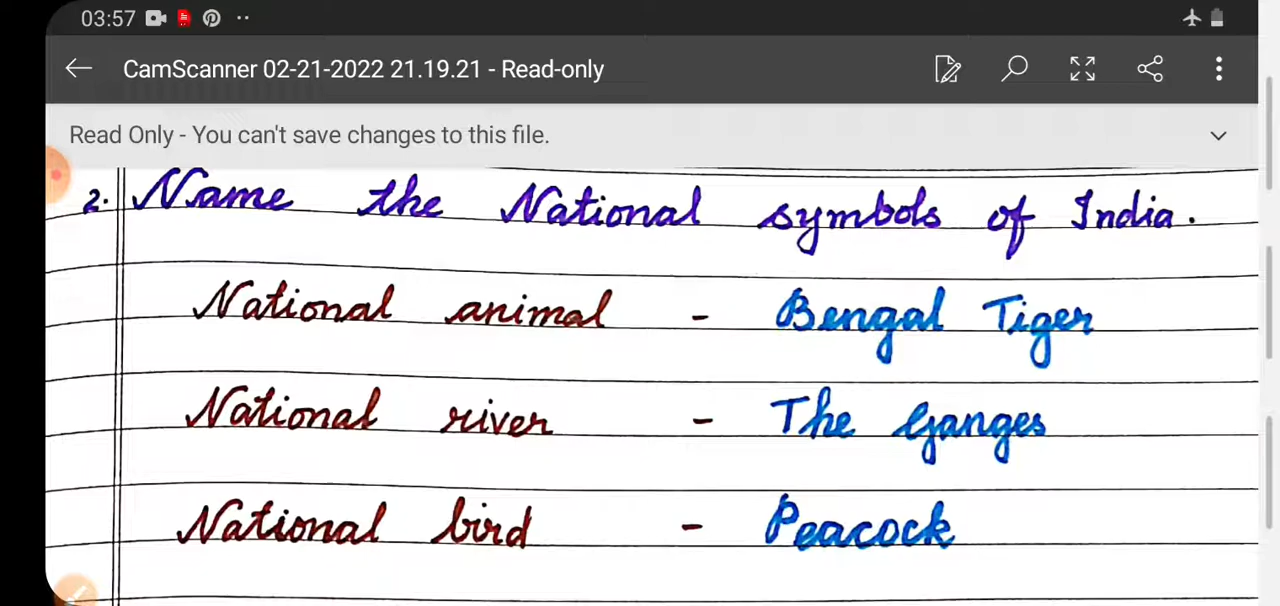 03:57
CamScanner 02-21-2022 21.19.21 - Read-only
Read Only - You can't save changes to this file.
2. Name the National symbols of India.
National animal - Bengal Tiger
National river - The Ganges
National bird - Peacock